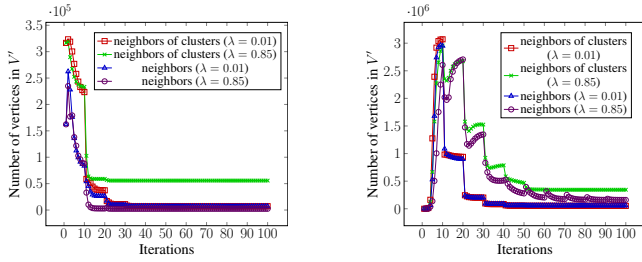 ·10⁵
3.5
3
2.5
2
1.5
1
0.5
0
0 10 20 30 40 50 60 70 80 90 100
Iterations
Number of vertices in V′
neighbors of clusters (λ = 0.01)
neighbors of clusters (λ = 0.85)
neighbors (λ = 0.01)
neighbors (λ = 0.85)
·10⁶
3
2.5
2
1.5
1
0.5
0
0 10 20 30 40 50 60 70 80 90 100
Iterations
Number of vertices in V′
neighbors of clusters
(λ = 0.01)
neighbors of clusters
(λ = 0.85)
neighbors (λ = 0.01)
neighbors (λ = 0.85)